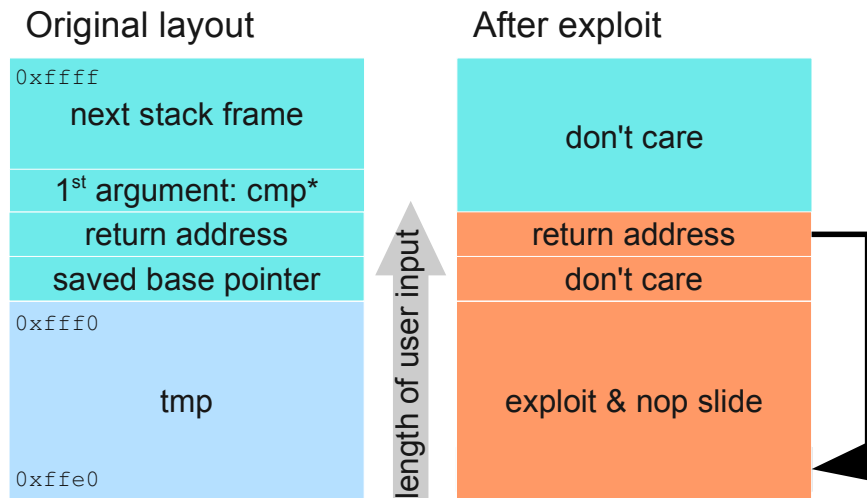 Original layout
After exploit
0xffff
next stack frame
1st argument: cmp*
return address
saved base pointer
0xfff0
tmp
0xffe0
length of user input
don't care
return address
don't care
exploit & nop slide